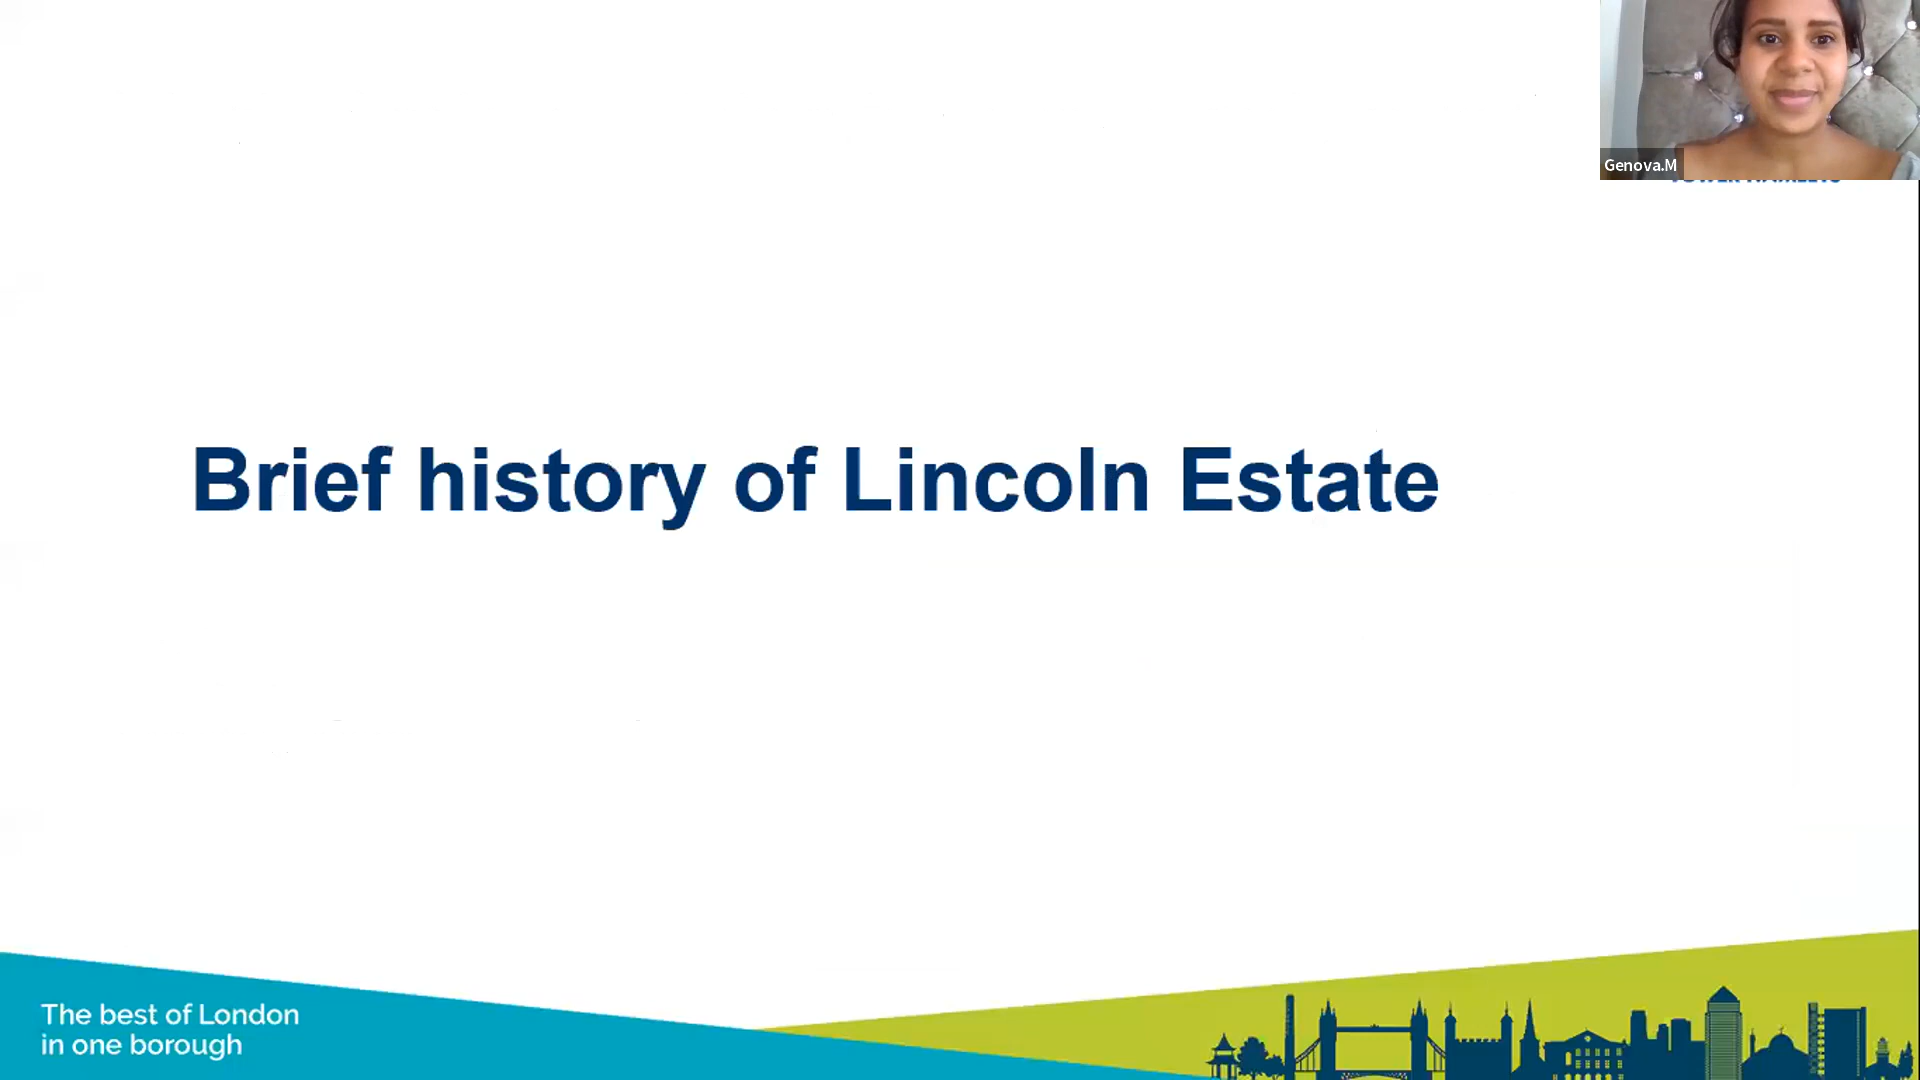 Genova.M
Brief history of Lincoln Estate
The best of London
in one borough